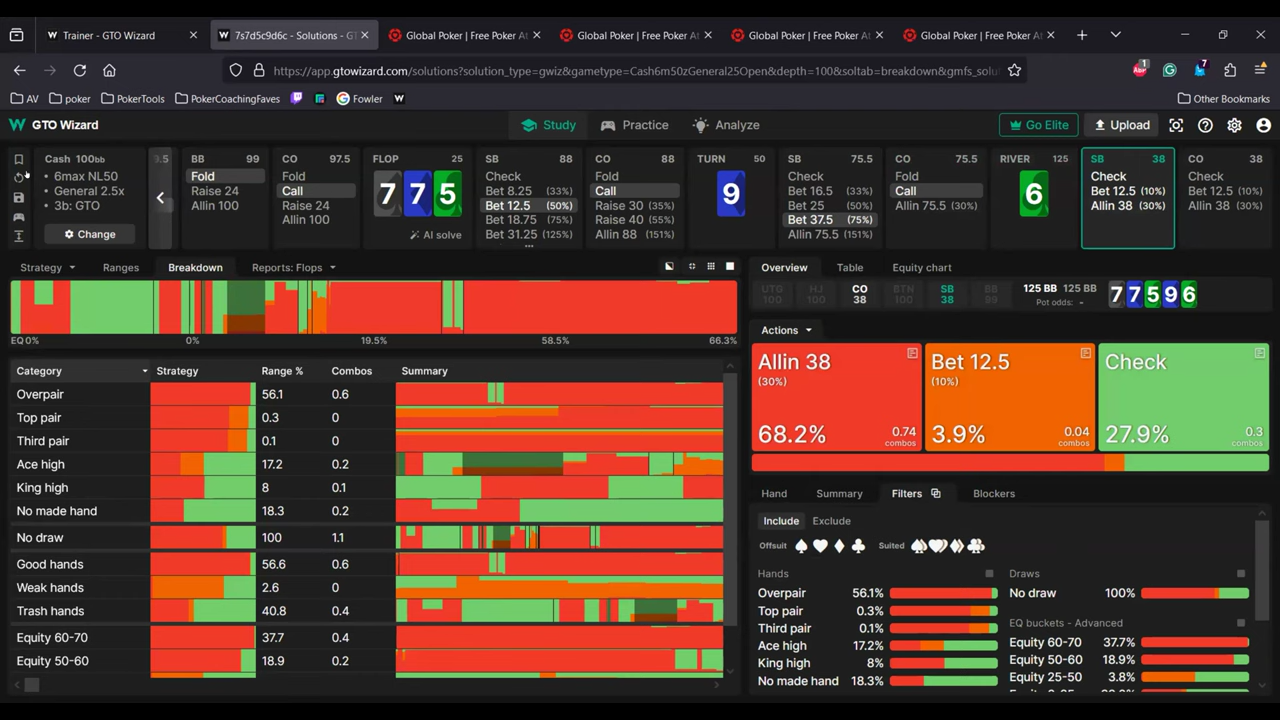 Trainer - GTO Wizard
7s7d5c9d6c - Solutions - GT
Global Poker | Free Poker At
Global Poker | Free Poker At
Global Poker | Free Poker At
Global Poker | Free Poker At
https://app.gtowizard.com/solutions?solution_type=gwiz&gametype=Cash6m50zGeneral25Open&depth=100&soltab=breakdown&gmfs_solu
1
7
AV
poker
PokerTools
PokerCoachingFaves
Fowler
Other Bookmarks
GTO Wizard
Study
Practice
Analyze
Go Elite
Upload
Cash 100bb
• 6max NL50
• General 2.5x
• 3b: GTO
Change
3.5
BB 99
Fold
Raise 24
Allin 100
CO 97.5
Call
Raise 24
Allin 100
FLOP 25
7 7 5
AI solve
SB 88
Check
Bet 8.25 (33%)
Bet 12.5 (50%)
Bet 18.75 (75%)
Bet 31.25 (125%)
CO 88
Call
Raise 30 (35%)
Raise 40 (55%)
Allin 88 (151%)
TURN 50
9
SB 75.5
Check
Bet 16.5 (33%)
Bet 25 (50%)
Bet 37.5 (75%)
Allin 75.5 (151%)
CO 75.5
Call
Allin 75.5 (30%)
RIVER 125
6
SB 38
Check
Bet 12.5 (10%)
Allin 38 (30%)
CO 38
Check
Bet 12.5 (10%)
Allin 38 (30%)
Strategy
Ranges
Breakdown
Reports: Flops
EQ 0% 0% 19.5% 58.5% 66.3%
Category Strategy Range % Combos Summary
Overpair 56.1 0.6
Top pair 0.3 0
Third pair 0.1 0
Ace high 17.2 0.2
King high 8 0.1
No made hand 18.3 0.2
No draw 100 1.1
Good hands 56.6 0.6
Weak hands 2.6 0
Trash hands 40.8 0.4
Equity 60-70 37.7 0.4
Equity 50-60 18.9 0.2
Overview
Table
Equity chart
UTG 100
HJ 100
CO 38
BTN 100
SB 38
BB 99
125 BB 125 BB
Pot odds: -
7 7 5 9 6
Actions
Allin 38
(30%)
68.2% 0.74 combos
Bet 12.5
(10%)
3.9% 0.04 combos
Check
27.9% 0.3 combos
Hand
Summary
Filters
Blockers
Include
Exclude
Offsuit
Suited
Hands
Overpair 56.1%
Top pair 0.3%
Third pair 0.1%
Ace high 17.2%
King high 8%
No made hand 18.3%
Draws
No draw 100%
EQ buckets - Advanced
Equity 60-70 37.7%
Equity 50-60 18.9%
Equity 25-50 3.8%